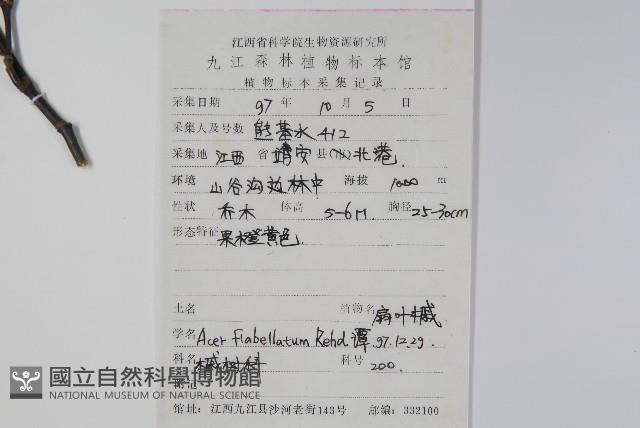 江西省科学院生物资源研究所
九江森林植物标本馆
植物标本采集记录
采集日期 97 年 10 月 5 日
采集人及号数 熊基水 412
采集地 江西 省 靖安 县 北港
环境 山谷沟边林中 海拔 1000 m
性状 乔木 体高 5-6M. 胸径 25-30cm
形态特征 果橙黄色
土名 植物名 扇叶槭
学名 Acer flabellatum Rehd. 谭 97.12.29.
科名 槭树科 科号 200.
附记
國立自然科學博物館
NATIONAL MUSEUM OF NATURAL SCIENCE
馆址：江西九江县沙河老街143号 邮编：332100